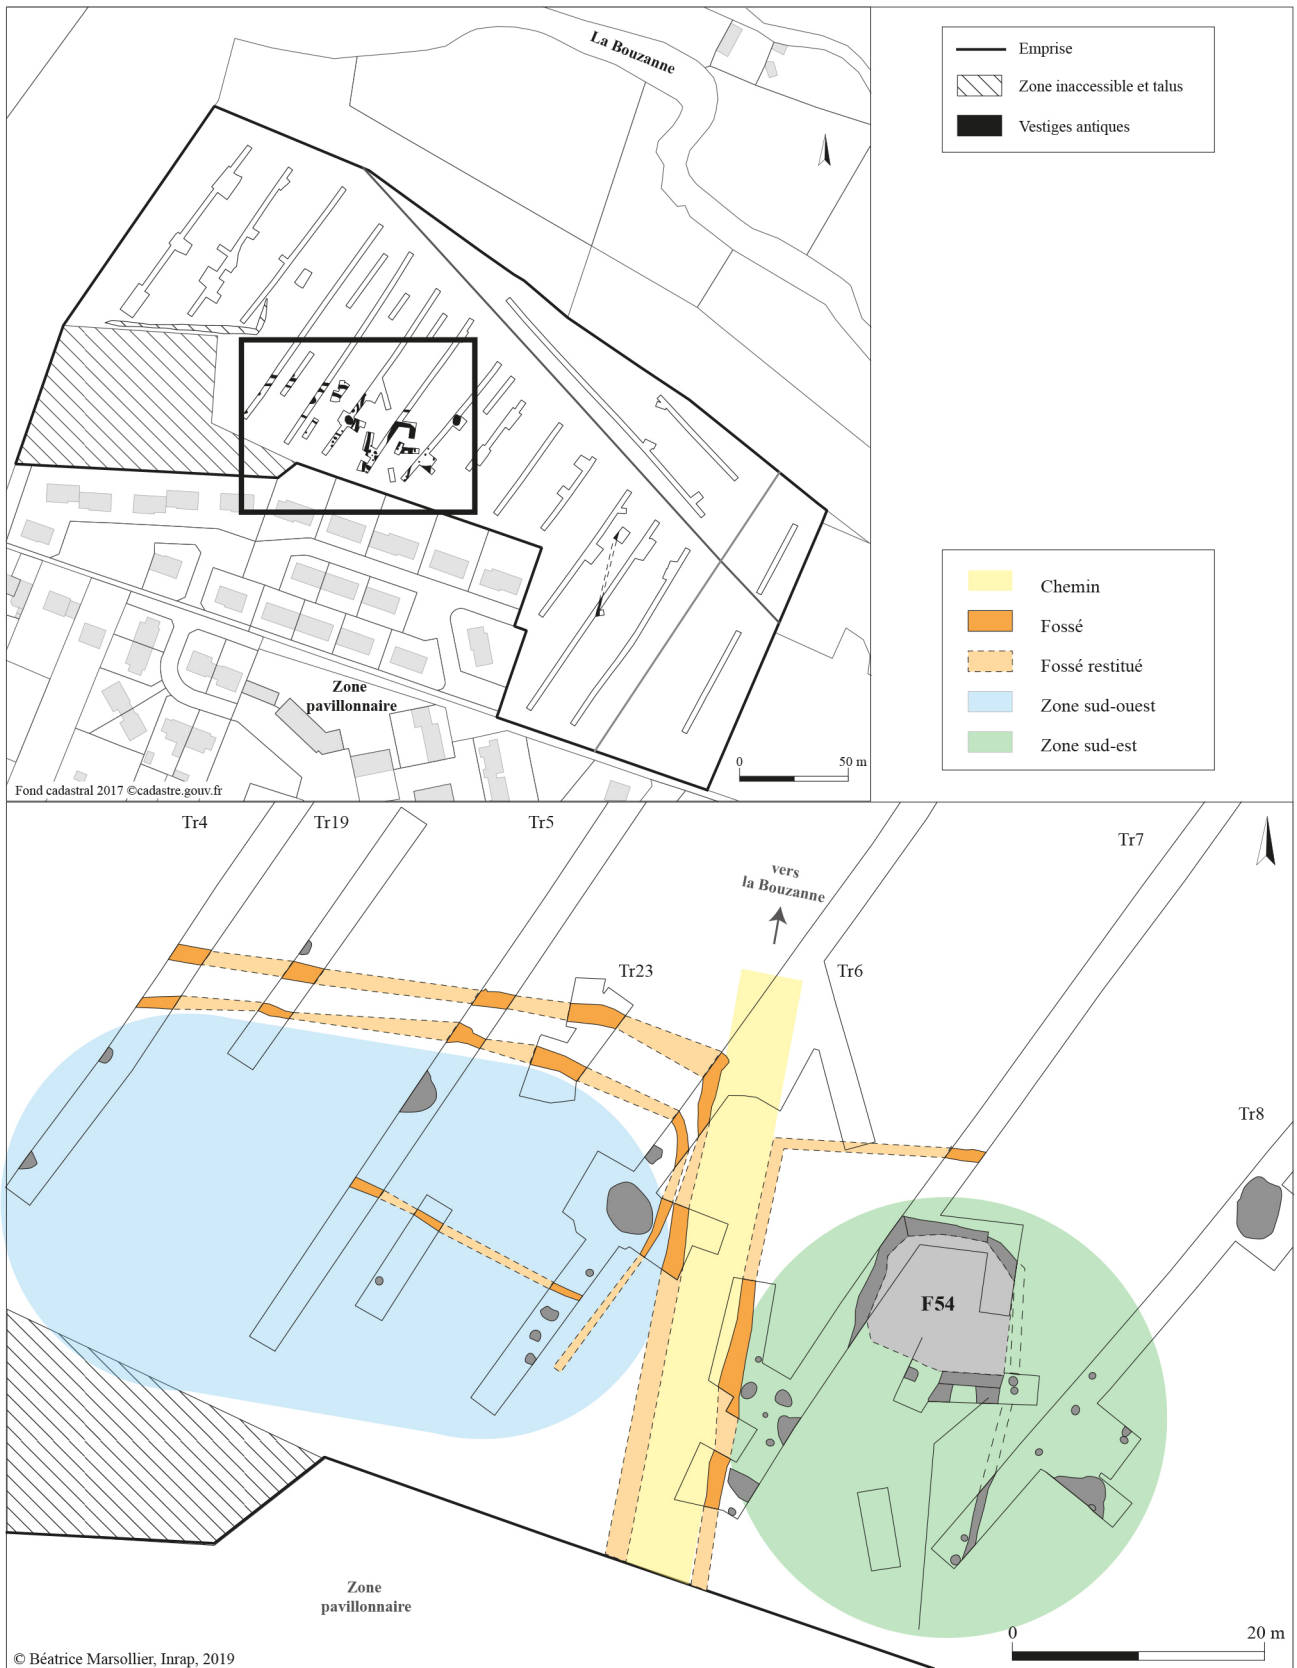 La Bouzanne
Emprise
Zone inaccessible et talus
Vestiges antiques
Zone
pavillonnaire
0 50 m
Fond cadastral 2017 ©cadastre.gouv.fr
Chemin
Fossé
Fossé restitué
Zone sud-ouest
Zone sud-est
Tr4
Tr19
Tr5
Tr7
vers
la Bouzanne
Tr23
Tr6
Tr8
F54
Zone
pavillonnaire
0 20 m
© Béatrice Marsollier, Inrap, 2019